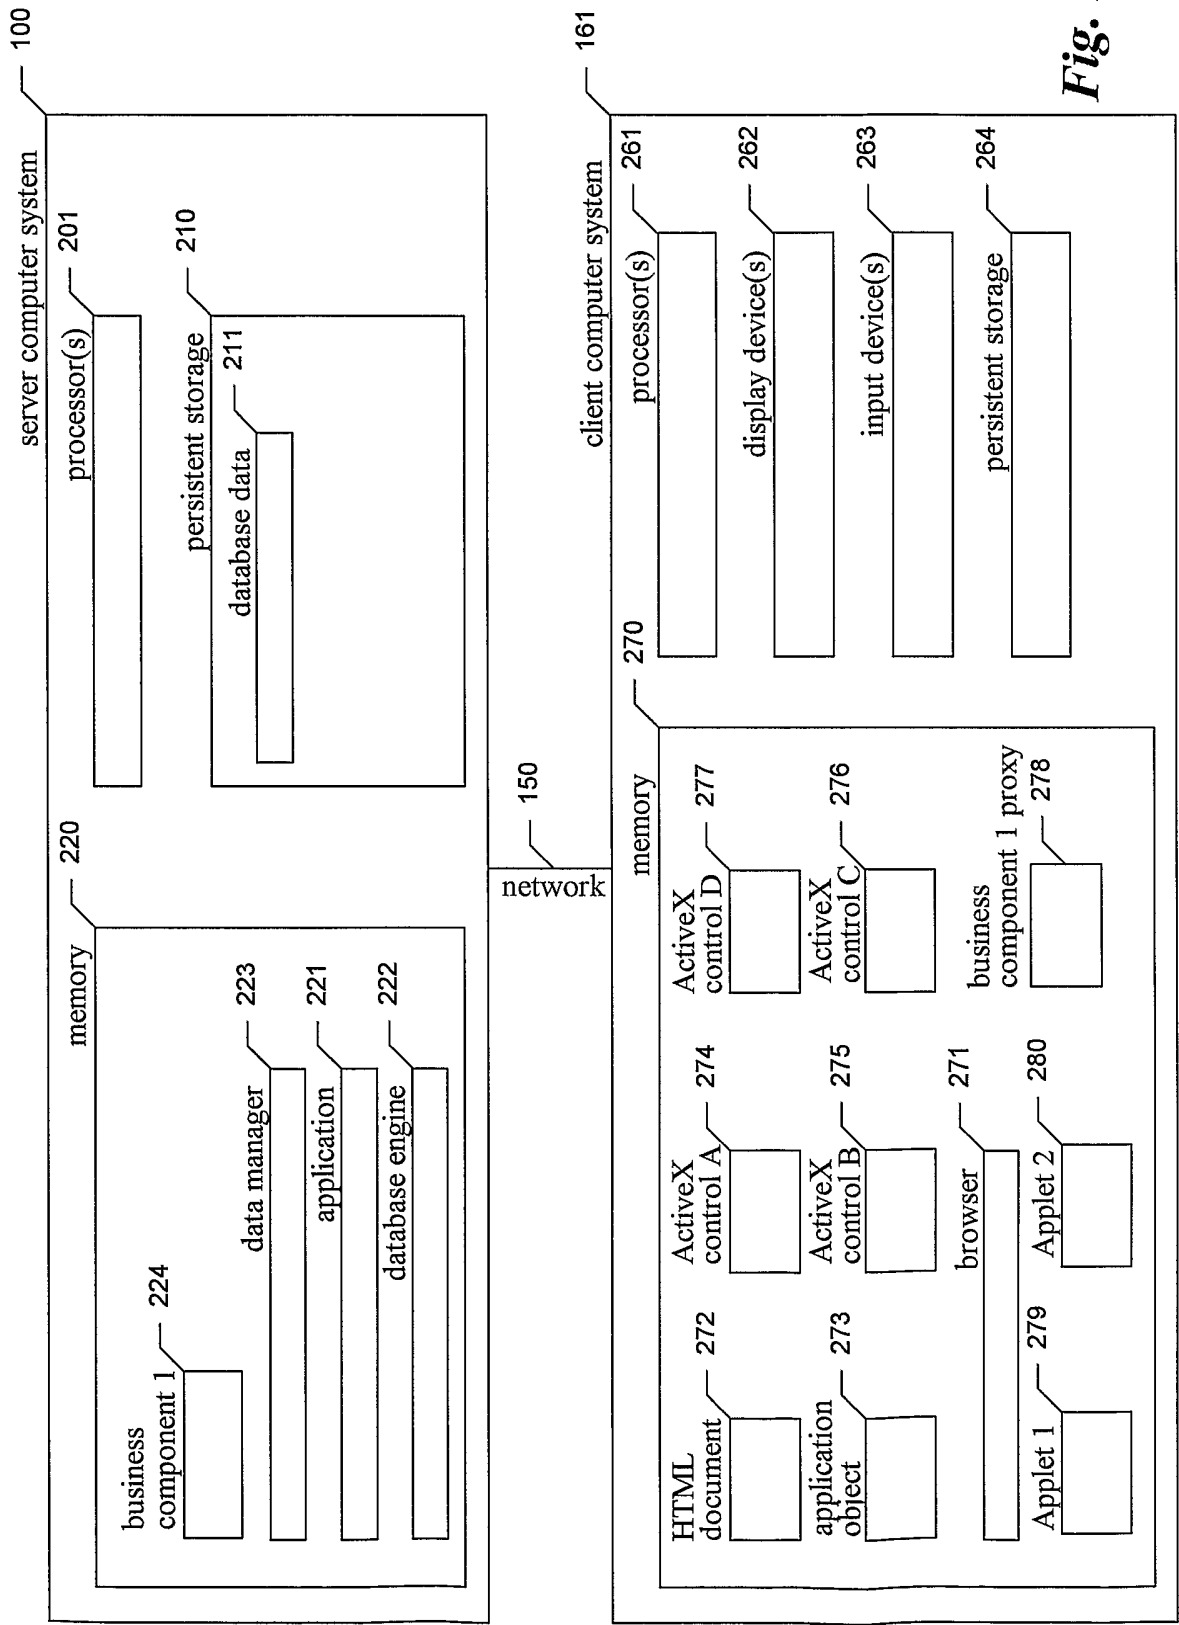 server computer system
100
memory
220
business
component 1
224
data manager
223
application
221
database engine
222
processor(s)
201
persistent storage
210
database data
211
network
150
client computer system
161
memory
270
HTML
document
272
application
object
273
ActiveX
control A
274
ActiveX
control B
275
ActiveX
control D
277
ActiveX
control C
276
browser
271
business
component 1 proxy
278
Applet 1
279
Applet 2
280
processor(s)
261
display device(s)
262
input device(s)
263
persistent storage
264
Fig.